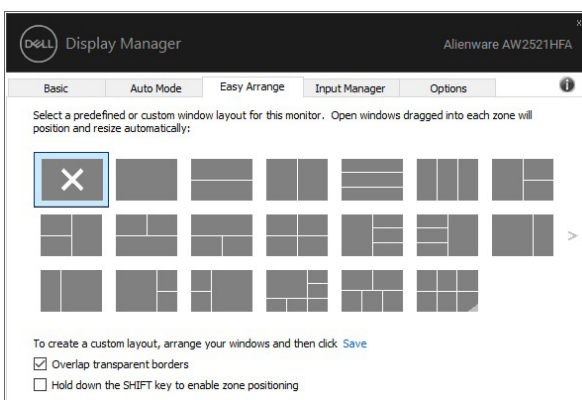 DELL Display Manager Alienware AW2521HFA
Basic Auto Mode Easy Arrange Input Manager Options
Select a predefined or custom window layout for this monitor. Open windows dragged into each zone will
position and resize automatically:
To create a custom layout, arrange your windows and then click Save
Overlap transparent borders
Hold down the SHIFT key to enable zone positioning